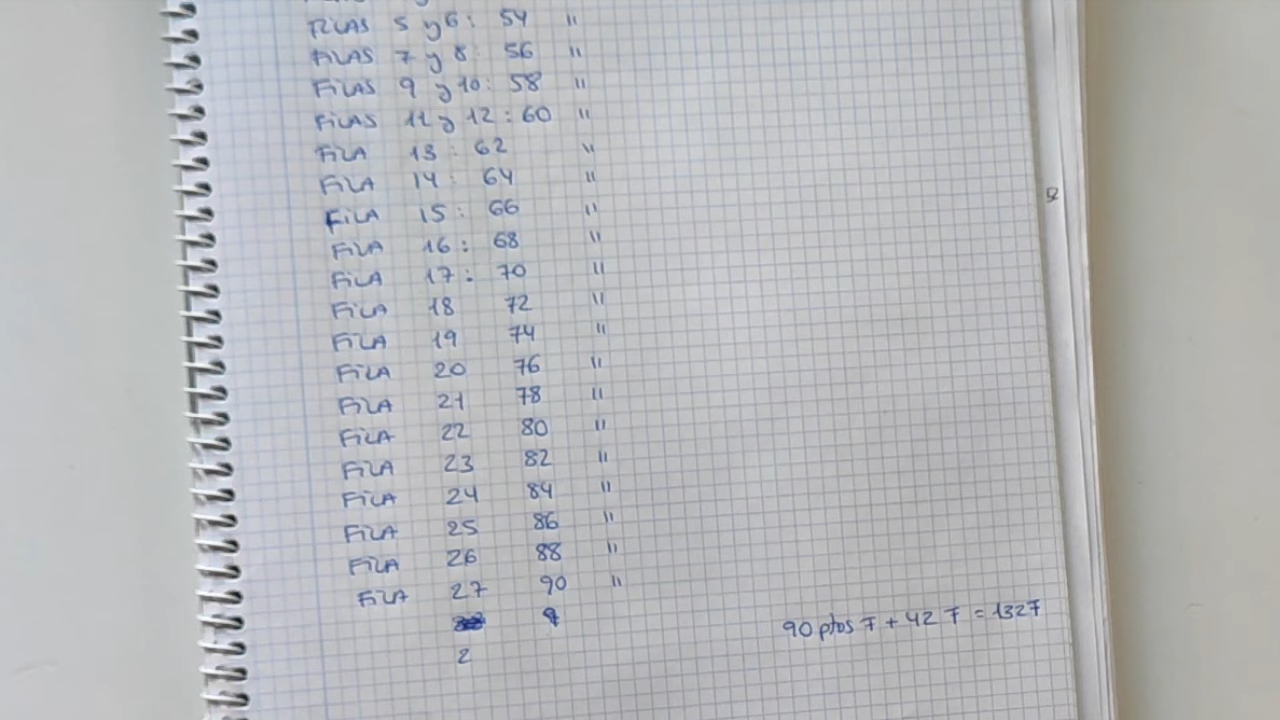 FILAS 5 y 6: 54 "
FILAS 7 y 8: 56 "
FILAS 9 y 10: 58 "
FILAS 11 y 12: 60 "
FILA 13: 62 "
FILA 14: 64 "
FILA 15: 66 "
FILA 16: 68 "
FILA 17: 70 "
FILA 18 72 "
FILA 19 74 "
FILA 20 76 "
FILA 21 78 "
FILA 22 80 "
FILA 23 82 "
FILA 24 84 "
FILA 25 86 "
FILA 26 88 "
FILA 27 90 "
2
90 ptos 7 + 42 7 = 1327